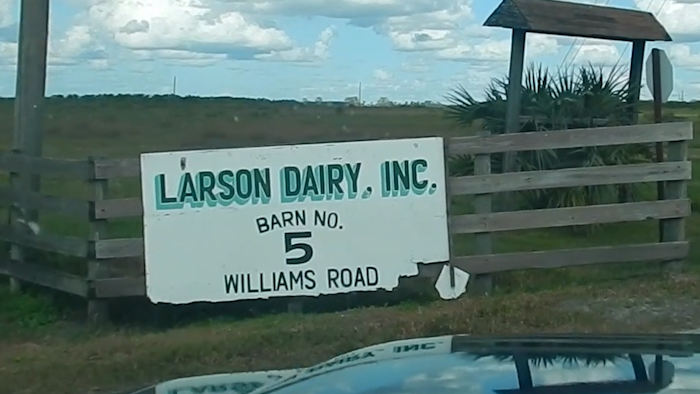 LARSON DAIRY, INC.
BARN NO.
5
WILLIAMS ROAD